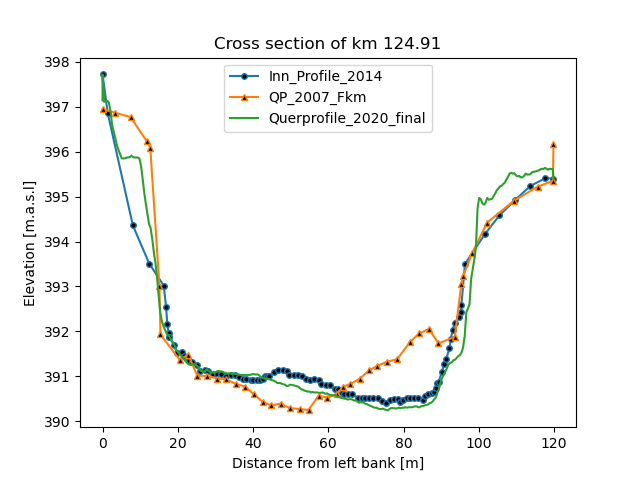 Cross section of km 124.91
Inn_Profile_2014
QP_2007_Fkm
Querprofile_2020_final
Elevation [m.a.s.l]
398
397
396
395
394
393
392
391
390
0 20 40 60 80 100 120
Distance from left bank [m]